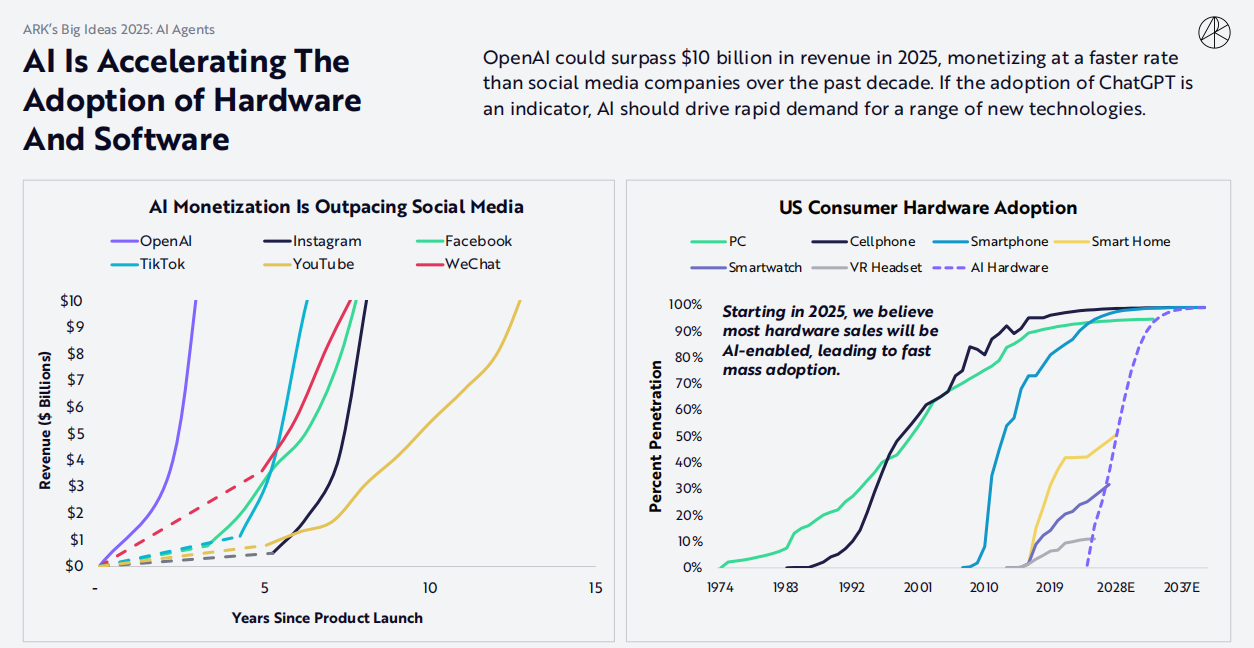 ARK's Big Ideas 2025: AI Agents
AI Is Accelerating The
Adoption of Hardware
And Software
OpenAI could surpass $10 billion in revenue in 2025, monetizing at a faster rate
than social media companies over the past decade. If the adoption of ChatGPT is
an indicator, AI should drive rapid demand for a range of new technologies.
AI Monetization Is Outpacing Social Media
OpenAI Instagram Facebook
TikTok YouTube WeChat
Revenue ($ Billions)
$10
$9
$8
$7
$6
$5
$4
$3
$2
$1
$0
- 5 10 15
Years Since Product Launch
US Consumer Hardware Adoption
PC Cellphone Smartphone Smart Home
Smartwatch VR Headset AI Hardware
Starting in 2025, we believe
most hardware sales will be
AI-enabled, leading to fast
mass adoption.
Percent Penetration
100%
90%
80%
70%
60%
50%
40%
30%
20%
10%
0%
1974 1983 1992 2001 2010 2019 2028E 2037E